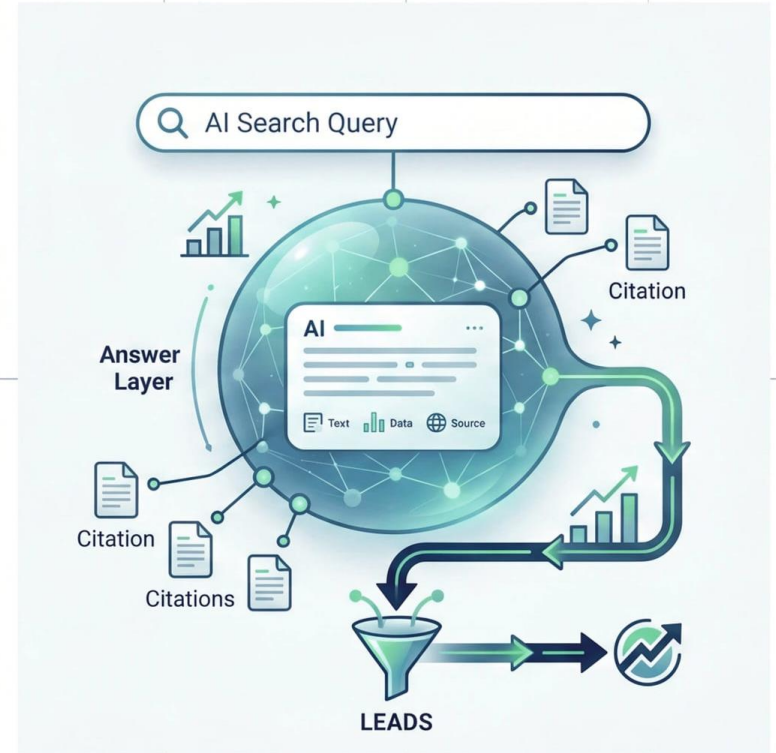 AI Search Query
Citation
AI
Answer
Layer
Text
Data
Source
Citation
Citations
LEADS